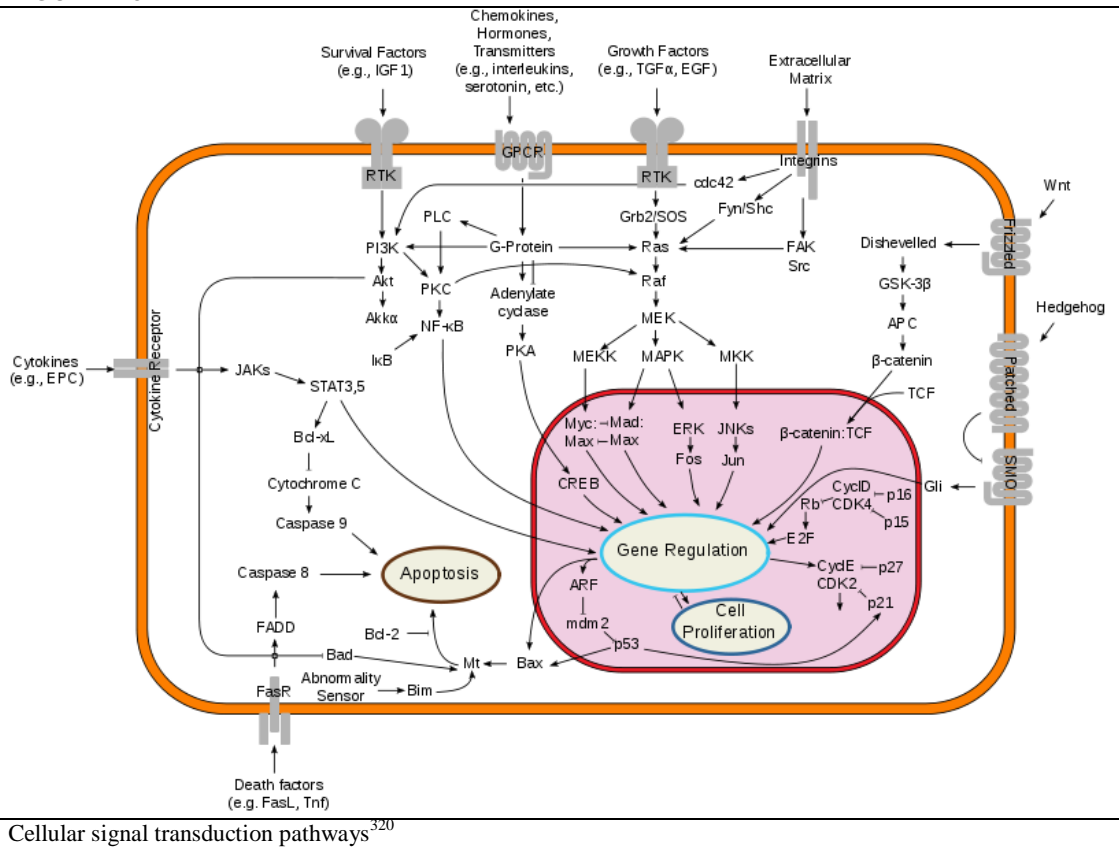 Chemokines,
Hormones,
Transmitters
(e.g., interleukins,
serotonin, etc.)
Survival Factors
(e.g., IGF1)
Growth Factors
(e.g., TGFα, EGF)
Extracellular
Matrix
GPCR
RTK
RTK
Integrins
cdc42
Wnt
Fyn/Shc
PLC
Grb2/SOS
Frizzled
Dishevelled
PI3K
G-Protein
Ras
FAK
Src
Akt
PKC
Adenylate
cyclase
Raf
GSK-3β
Hedgehog
Akkα
NF-κB
MEK
APC
IκB
PKA
MEKK
MAPK
MKK
β-catenin
Cytokines
(e.g., EPC)
Cytokine Receptor
JAKs
STAT3,5
TCF
Patched
Myc:
Max
Mad:
Max
ERK
JNKs
β-catenin:TCF
Bcl-xL
Fos
Jun
SMO
Cytochrome C
CREB
Gli
CyclD
CDK4
p16
Rb
p15
Caspase 9
E2F
Gene Regulation
Caspase 8
Apoptosis
ARF
CyclE
CDK2
p27
p21
Cell
Proliferation
FADD
mdm2
Bcl-2
p53
Bad
Mt
Bax
FasR
Abnormality
Sensor
Bim
Death factors
(e.g. FasL, Tnf)
Cellular signal transduction pathways320